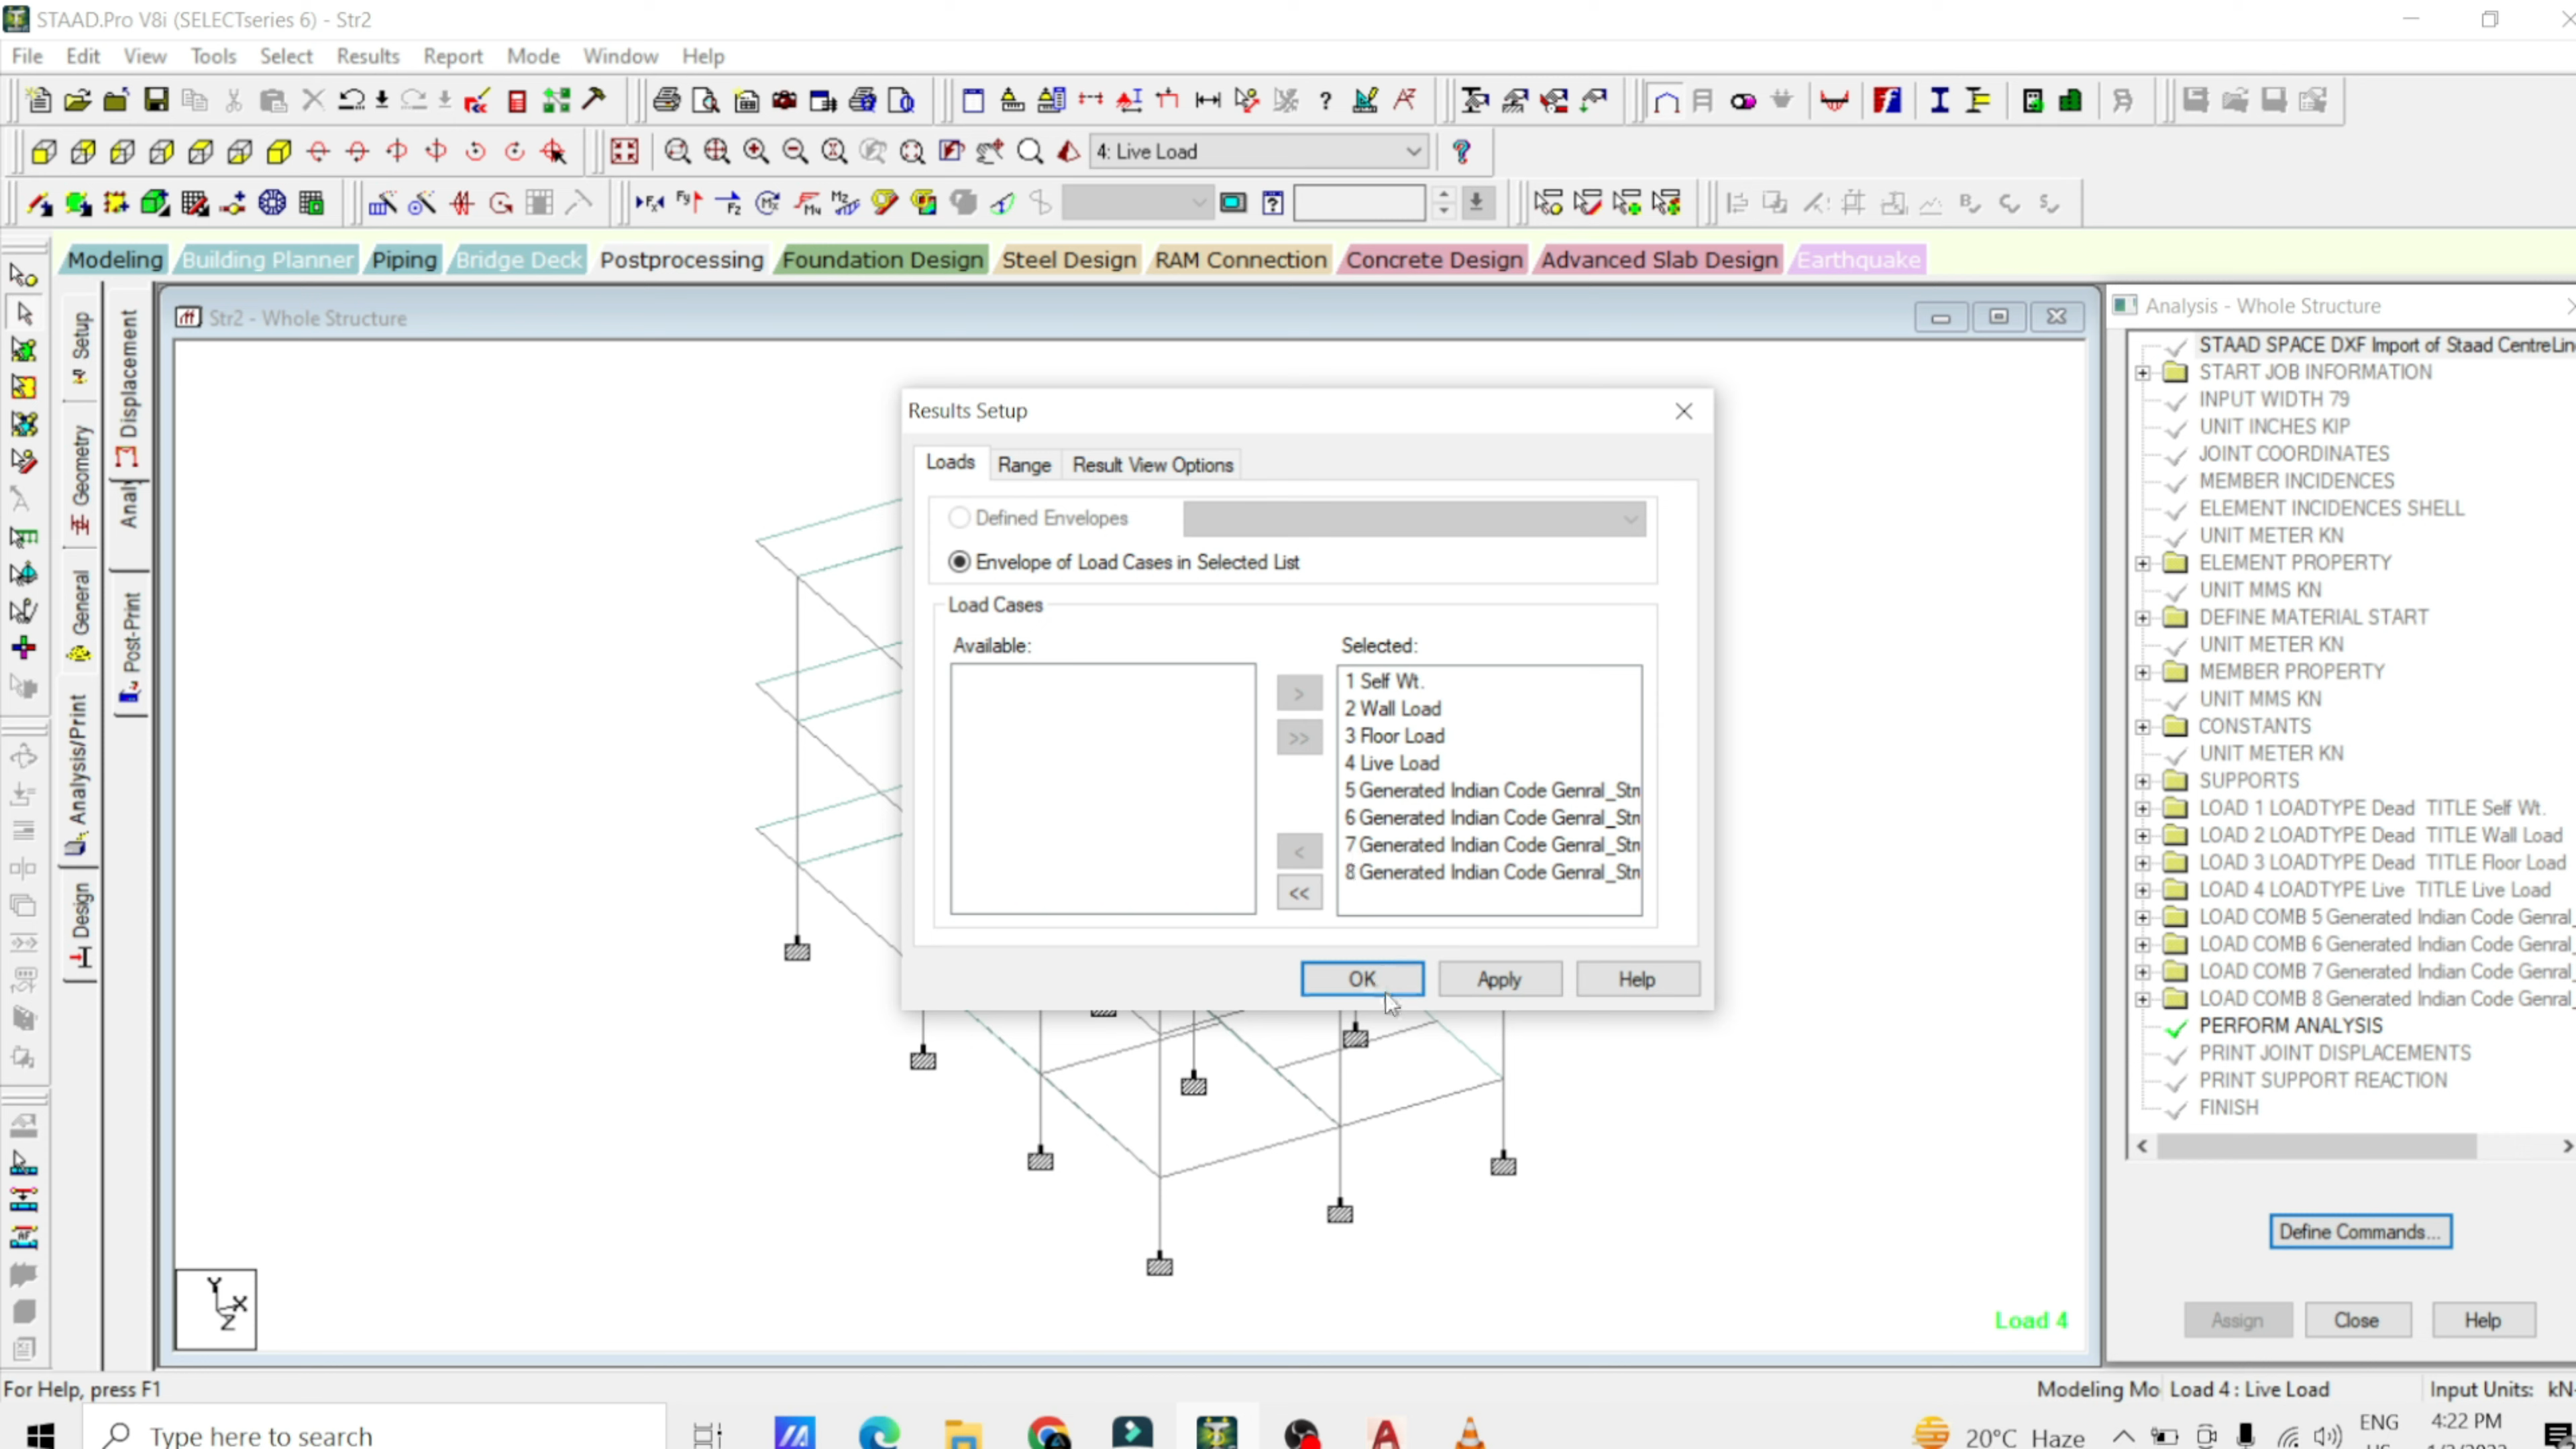 STAAD.Pro V8i (SELECTseries 6) - Str2
File Edit View Tools Select Results Report Mode Window Help
4: Live Load
Modeling Building Planner Piping Bridge Deck Postprocessing Foundation Design Steel Design RAM Connection Concrete Design Advanced Slab Design Earthquake
Setup
Geometry
General
Analysis/Print
Design
Displacement
Anal
Post-Print
Str2 - Whole Structure
Results Setup
Loads Range Result View Options
Defined Envelopes
Envelope of Load Cases in Selected List
Load Cases
Available:
Selected:
1 Self Wt.
2 Wall Load
3 Floor Load
4 Live Load
5 Generated Indian Code Genral_Str
6 Generated Indian Code Genral_Str
7 Generated Indian Code Genral_Str
8 Generated Indian Code Genral_Str
> 
>>
<
<<
OK Apply Help
Y
X
Z
Load 4
Analysis - Whole Structure
STAAD SPACE DXF Import of Staad CentreLin
START JOB INFORMATION
INPUT WIDTH 79
UNIT INCHES KIP
JOINT COORDINATES
MEMBER INCIDENCES
ELEMENT INCIDENCES SHELL
UNIT METER KN
ELEMENT PROPERTY
UNIT MMS KN
DEFINE MATERIAL START
UNIT METER KN
MEMBER PROPERTY
UNIT MMS KN
CONSTANTS
UNIT METER KN
SUPPORTS
LOAD 1 LOADTYPE Dead TITLE Self Wt.
LOAD 2 LOADTYPE Dead TITLE Wall Load
LOAD 3 LOADTYPE Dead TITLE Floor Load
LOAD 4 LOADTYPE Live TITLE Live Load
LOAD COMB 5 Generated Indian Code Genral_
LOAD COMB 6 Generated Indian Code Genral_
LOAD COMB 7 Generated Indian Code Genral_
LOAD COMB 8 Generated Indian Code Genral_
PERFORM ANALYSIS
PRINT JOINT DISPLACEMENTS
PRINT SUPPORT REACTION
FINISH
Define Commands...
Assign Close Help
For Help, press F1
Modeling Mo Load 4 : Live Load Input Units: kN
Type here to search
20°C Haze
ENG
4:22 PM